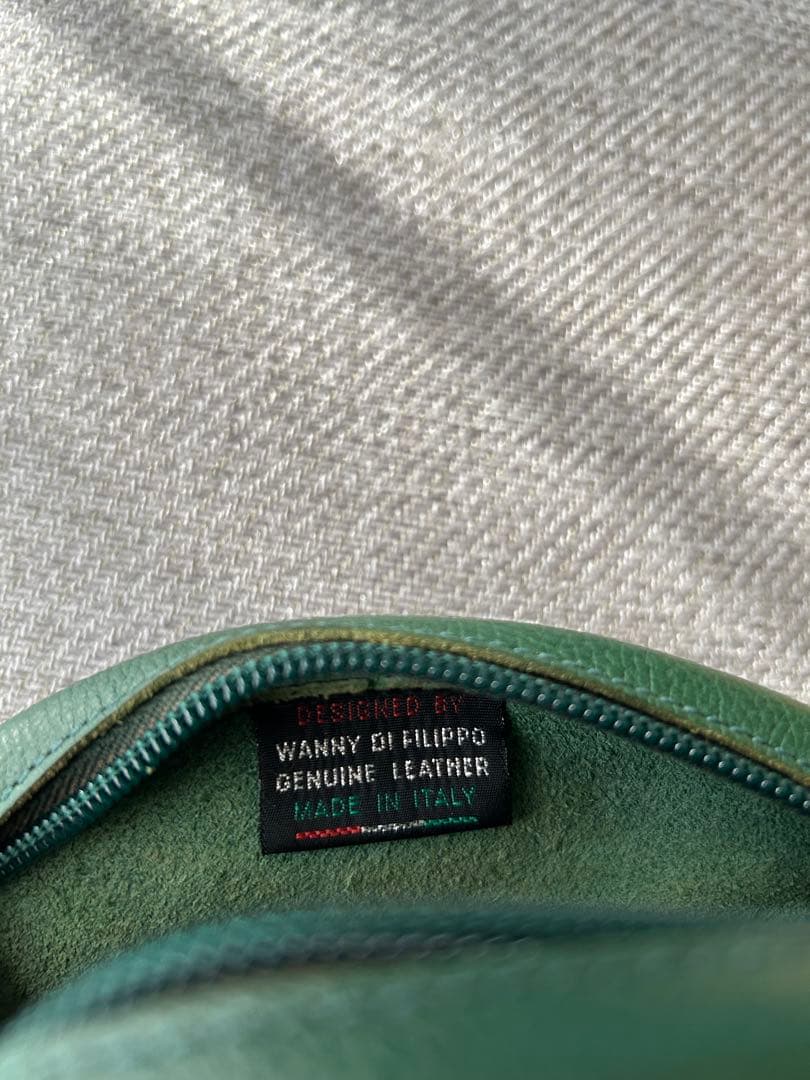 DESIGNED BY
WANNY DI FILIPPO
GENUINE LEATHER
MADE IN ITALY